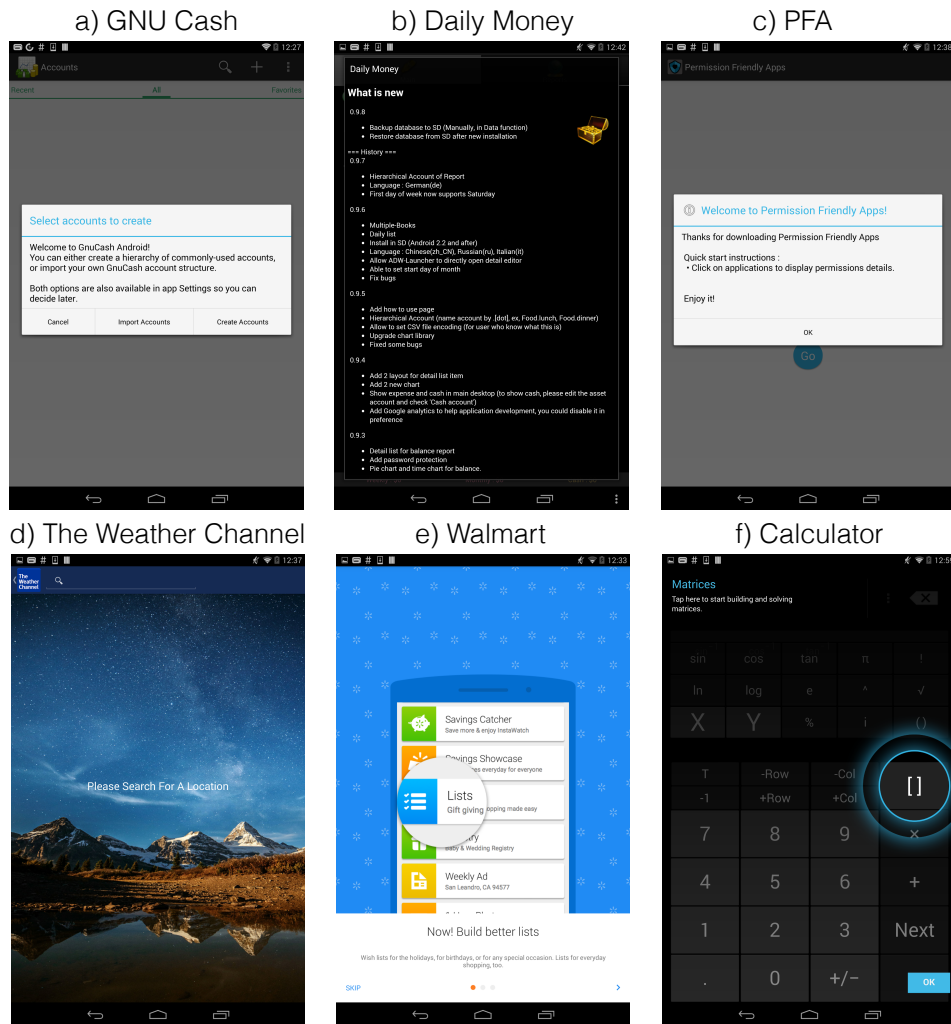 a) GNU Cash
12:27
Accounts
Recent All Favorites
Select accounts to create
Welcome to GnuCash Android!
You can either create a hierarchy of commonly-used accounts,
or import your own GnuCash account structure.
Both options are also available in app Settings so you can
decide later.
Cancel Import Accounts Create Accounts
b) Daily Money
12:42
Daily Money
What is new
0.9.8
• Backup database to SD (Manually, in Data function)
• Restore database from SD after new installation
=== History ===
0.9.7
• Hierarchical Account of Report
• Language : German(de)
• First day of week now supports Saturday
0.9.6
• Multiple-Books
• Daily list
• Install in SD (Android 2.2 and after)
• Language : Chinese(zh_CN), Russian(ru), Italian(it)
• Allow ADW-Launcher to directly open detail editor
• Able to set start day of month
• Fix bugs
0.9.5
• Add how to use page
• Hierarchical Account (name account by .[dot], ex, Food.lunch, Food.dinner)
• Allow to set CSV file encoding (for user who know what this is)
• Upgrade chart library
• Fixed some bugs
0.9.4
• Add 2 layout for detail list item
• Add 2 new chart
• Show expense and cash in main desktop (to show cash, please edit the asset
account and check 'Cash account')
• Add Google analytics to help application development, you could disable it in
preference
0.9.3
• Detail list for balance report
• Add password protection
• Pie chart and time chart for balance.
c) PFA
12:38
Permission Friendly Apps
Welcome to Permission Friendly Apps!
Thanks for downloading Permission Friendly Apps
Quick start instructions :
• Click on applications to display permissions details.
Enjoy it!
OK
Go
d) The Weather Channel
12:37
The
Weather
Channel
Please Search For A Location
e) Walmart
12:33
Savings Catcher
Save more & enjoy InstaWatch
Savings Showcase
es everyday for everyone
Lists
Gift giving
opping made easy
try
Baby & Wedding Registry
Weekly Ad
San Leandro, CA 94577
Now! Build better lists
Wish lists for the holidays, for birthdays, or for any special occasion. Lists for everyday
shopping, too.
SKIP
f) Calculator
12:59
Matrices
Tap here to start building and solving
matrices.
sin cos tan π !
ln log e ^ √
X Y % i ()
T -Row -Col
[ ]
-1 +Row +Col
7 8 9 ×
4 5 6 +
1 2 3 Next
. 0 +/−
OK